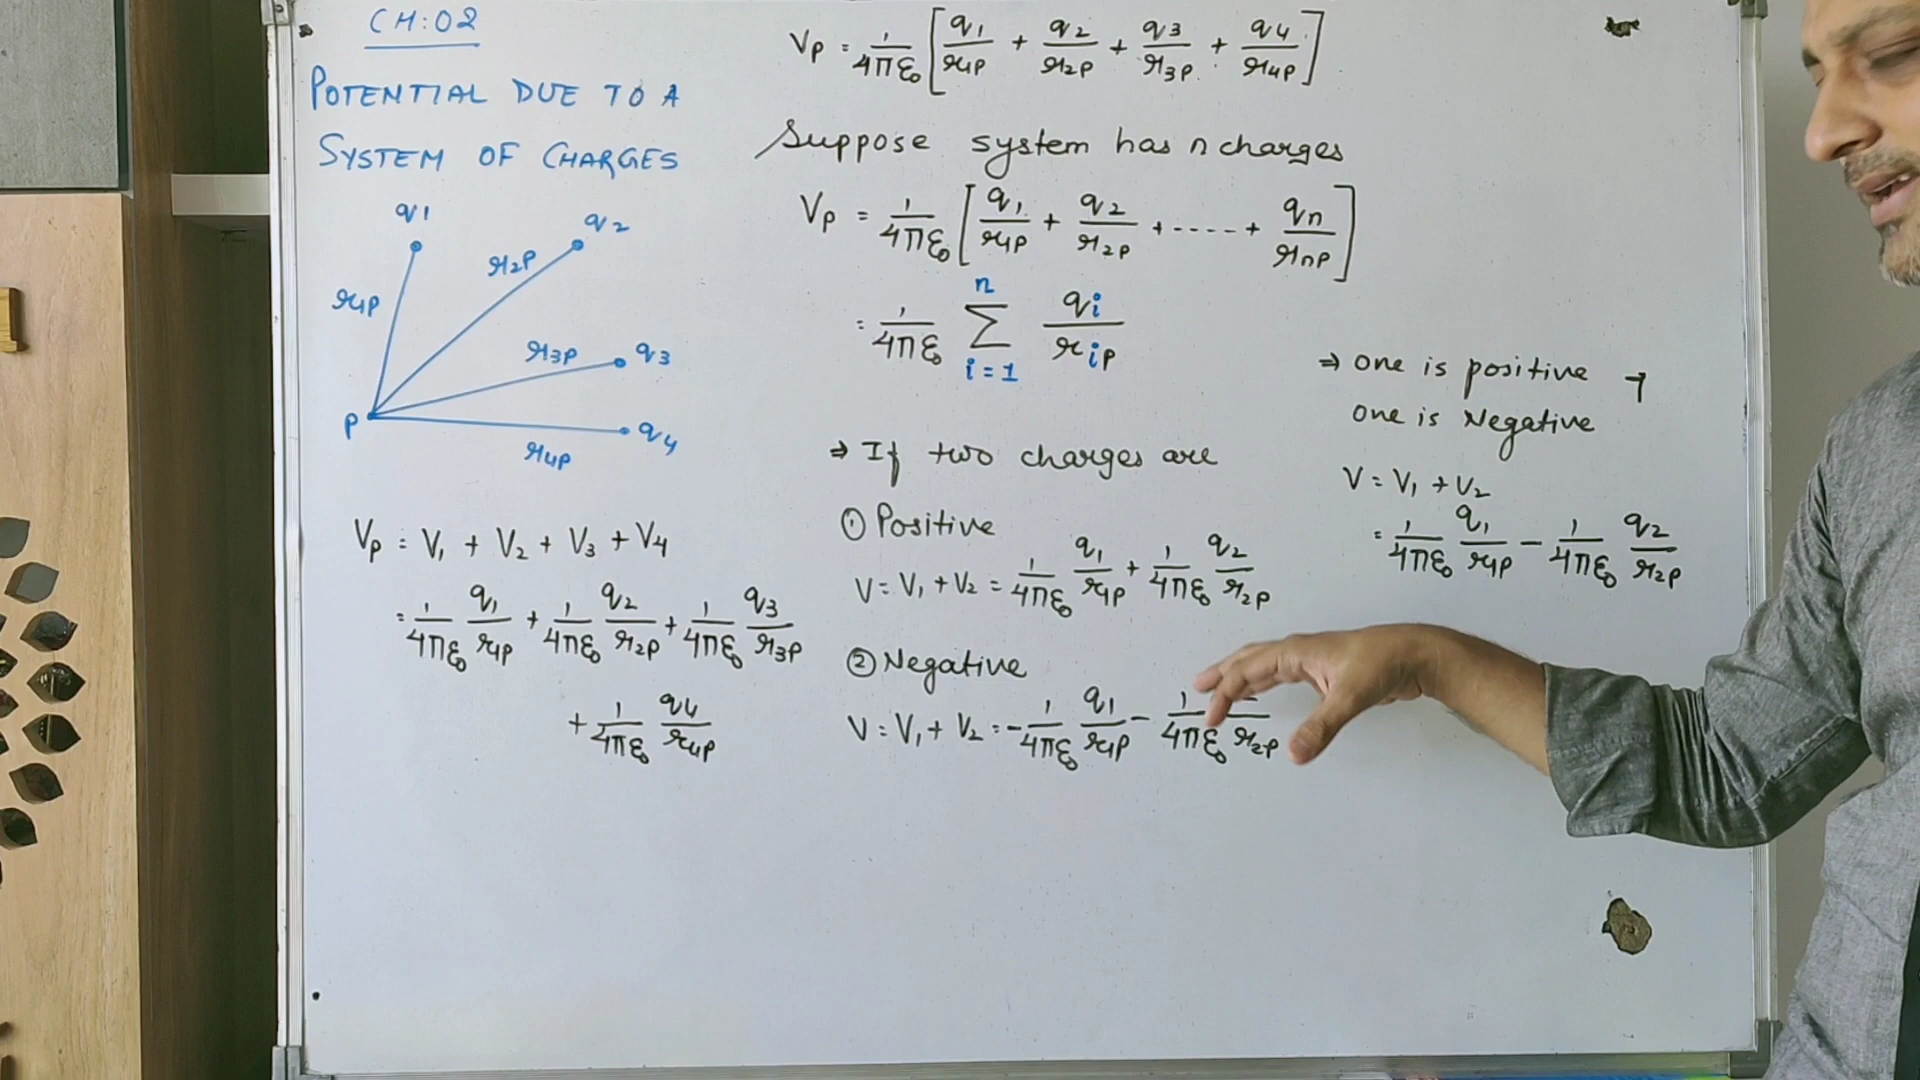 CH:02
POTENTIAL DUE TO A
SYSTEM OF CHARGES
q1
q2
r1P
r2P
r3P q3
P
q4
r4P
Vp = V1 + V2 + V3 + V4
= 1/4πε0 q1/r1P + 1/4πε0 q2/r2P + 1/4πε0 q3/r3P
+ 1/4πε0 q4/r4P
Vp = 1/4πε0 [q1/r1P + q2/r2P + q3/r3P + q4/r4P]
Suppose system has n charges
Vp = 1/4πε0 [q1/r1P + q2/r2P + ----- + qn/rnP]
= 1/4πε0 n Σ i=1 qi/riP
⇒ If two charges are
① Positive
V = V1 + V2 = 1/4πε0 q1/r1P + 1/4πε0 q2/r2P
② Negative
V = V1 + V2 = -1/4πε0 q1/r1P - 1/4πε0 r2P
⇒ one is positive +
one is Negative
V = V1 + V2
= 1/4πε0 q1/r1P - 1/4πε0 q2/r2P